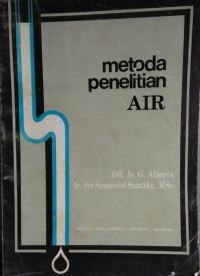 metoda
penelitian
AIR
DR. Ir. G. Alaerts,
Ir. Sri Sumestri Santika, MSc.